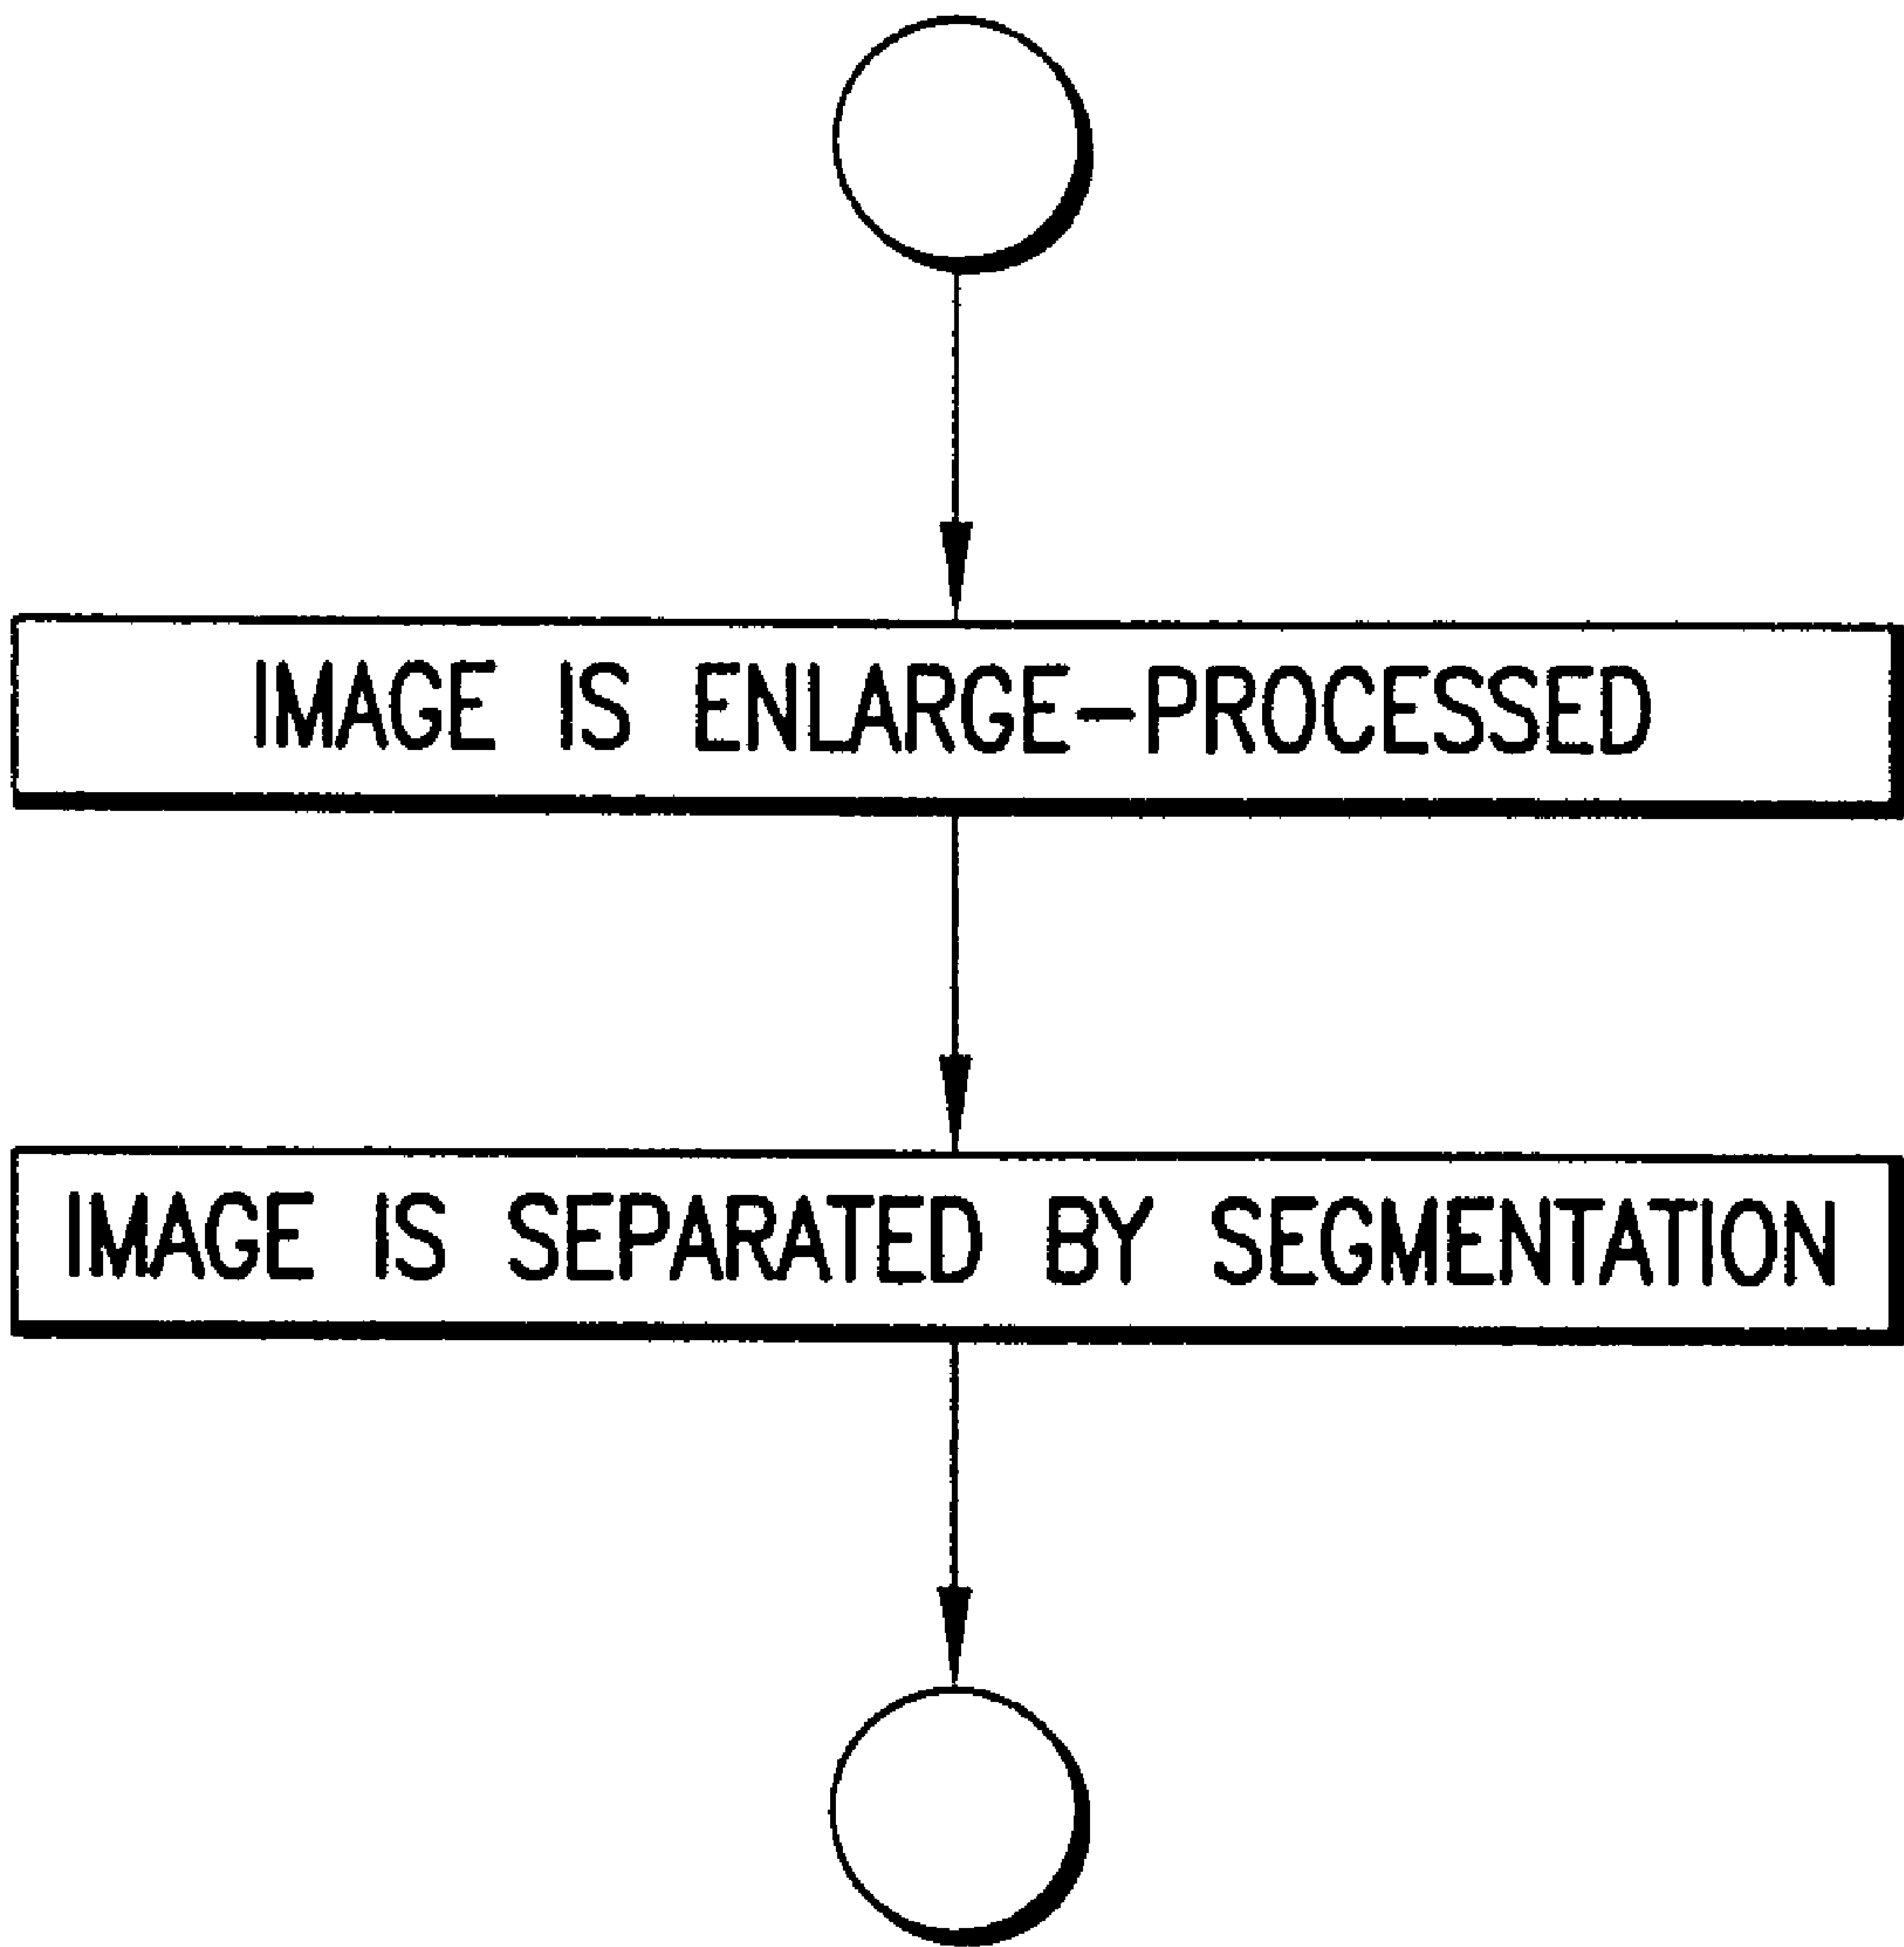 IMAGE IS ENLARGE-PROCESSED
IMAGE IS SEPARATED BY SEGMENTATION